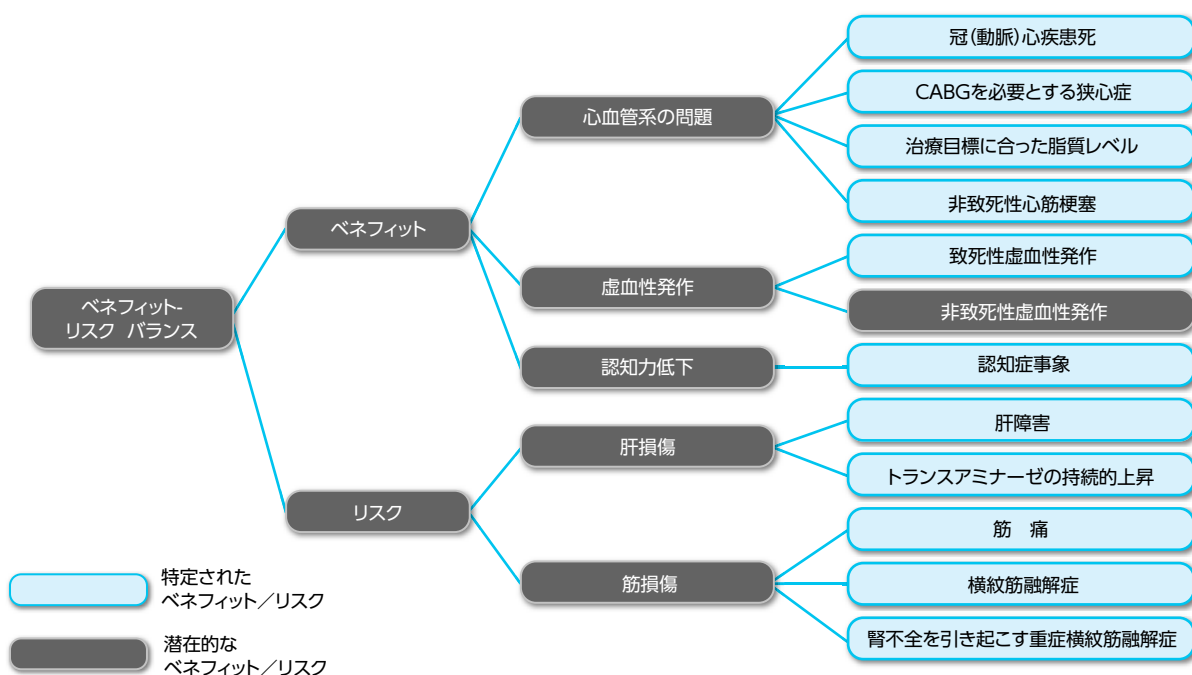 ベネフィット-
リスク バランス
ベネフィット
リスク
心血管系の問題
虚血性発作
認知力低下
肝損傷
筋損傷
冠(動脈)心疾患死
CABGを必要とする狭心症
治療目標に合った脂質レベル
非致死性心筋梗塞
致死性虚血性発作
非致死性虚血性発作
認知症事象
肝障害
トランスアミナーゼの持続的上昇
筋　痛
横紋筋融解症
腎不全を引き起こす重症横紋筋融解症
特定された
ベネフィット／リスク
潜在的な
ベネフィット／リスク